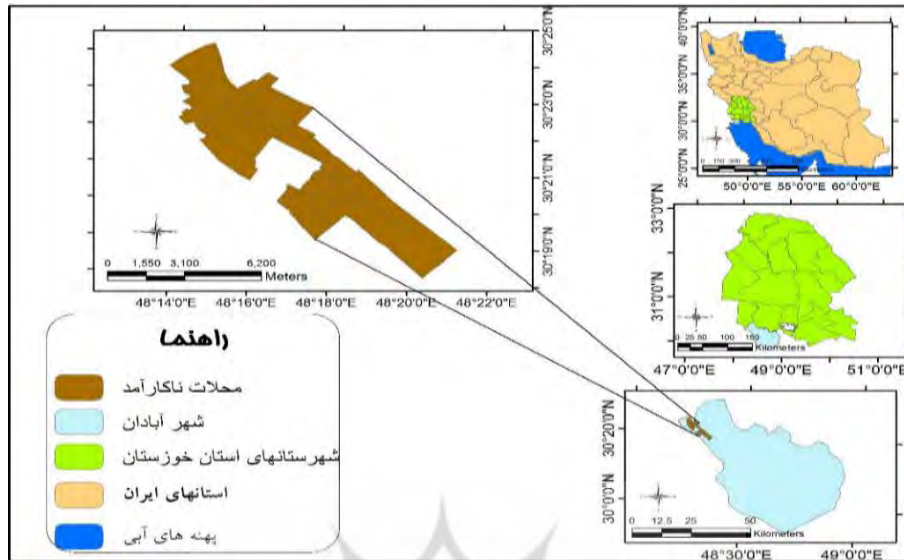 30°25'0"N
30°23'0"N
30°21'0"N
30°19'0"N
0 1,550 3,100 6,200
Meters
48°14'0"E 48°16'0"E 48°18'0"E 48°20'0"E 48°22'0"E
راهنما
محلات ناکارآمد
شهر آبادان
شهرستانهای استان خوزستان
استانهای ایران
پهنه های آبی
40°0'0"N
35°0'0"N
30°0'0"N
25°0'0"N
50°0'0"E 55°0'0"E 60°0'0"E
33°0'0"N
31°0'0"N
0 25 50 100 150
Kilometers
47°0'0"E 49°0'0"E 51°0'0"E
30°20'0"N
30°0'0"N
0 12.5 25 50
Kilometers
48°30'0"E 49°0'0"E